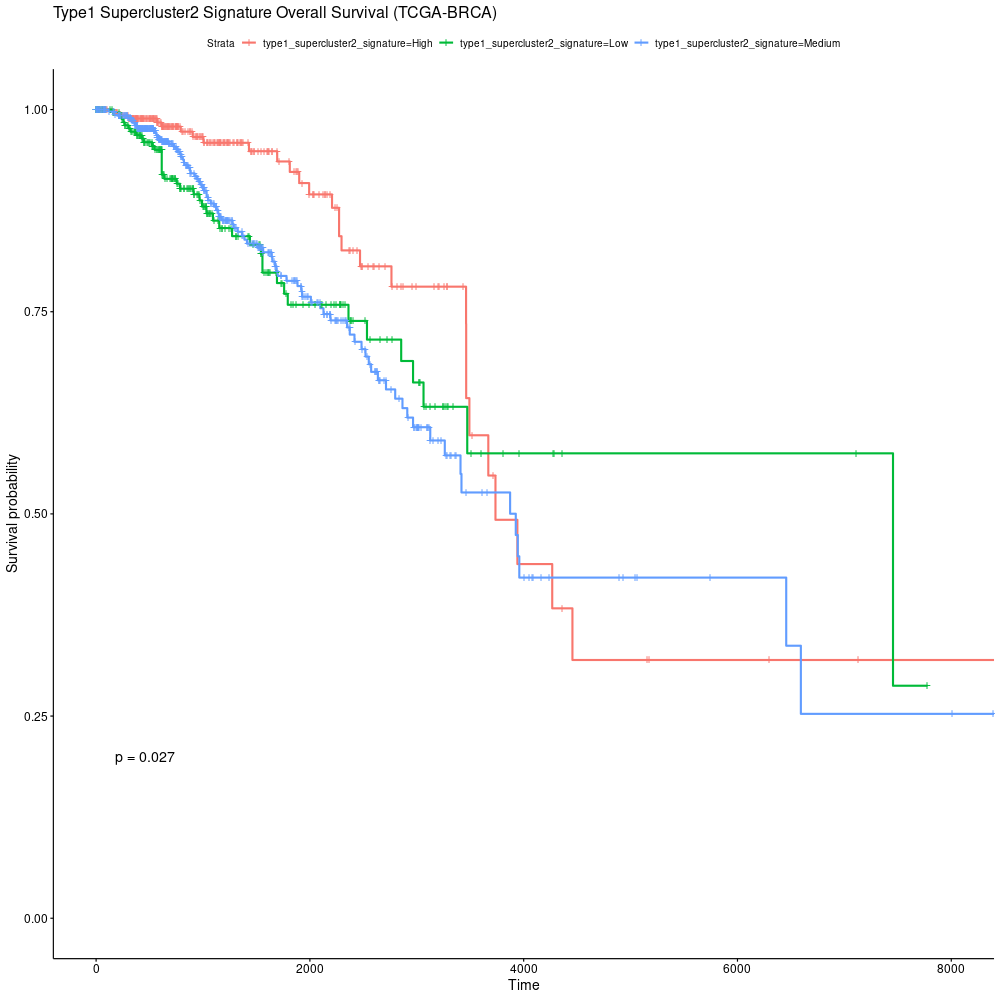 Type1 Supercluster2 Signature Overall Survival (TCGA-BRCA)
Strata type1_supercluster2_signature=High type1_supercluster2_signature=Low type1_supercluster2_signature=Medium
1.00
0.75
0.50
0.25
0.00
Survival probability
p = 0.027
0 2000 4000 6000 8000
Time